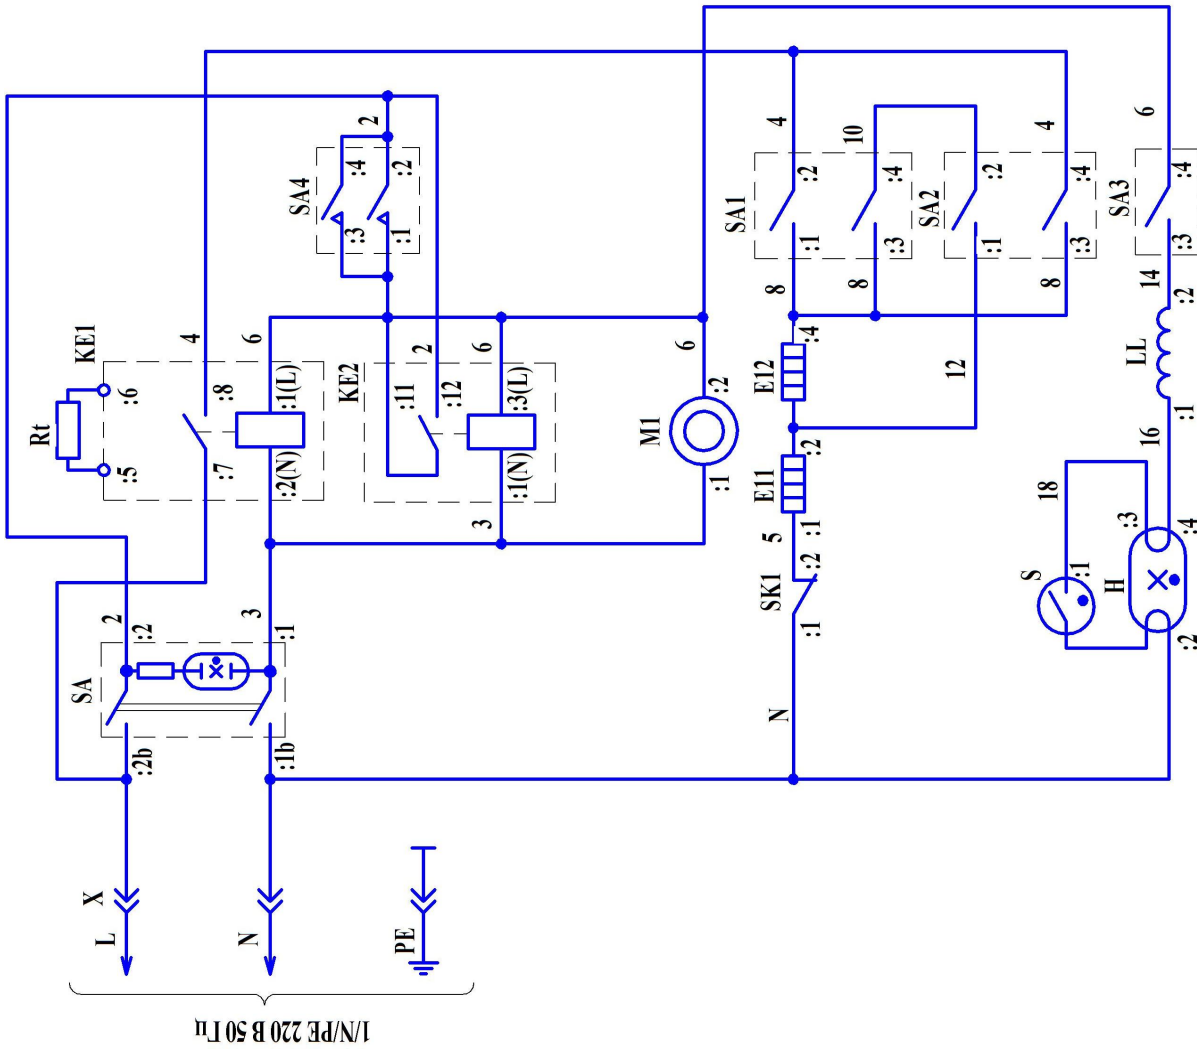 Rt
:5
:6
KE1
4
:8
:7
6
:1(L)
:2(N)
SA4
:4
:3
2
:2
:1
KE2
:11
2
:12
6
:3(L)
:1(N)
3
M1
6
:2
:1
SA
2
:2
:2b
3
:1
:1b
X
L
N
PE
1/N/PE 220 В 50 Гц
SA1
4
:2
:1
8
10
:4
:3
8
SA2
:2
:1
12
4
:4
:3
8
SA3
6
:4
:3
14
E12
:4
:2
E11
:1
5
SK1
:2
:1
N
LL
:2
:1
16
18
S
:1
H
:3
:4
:2